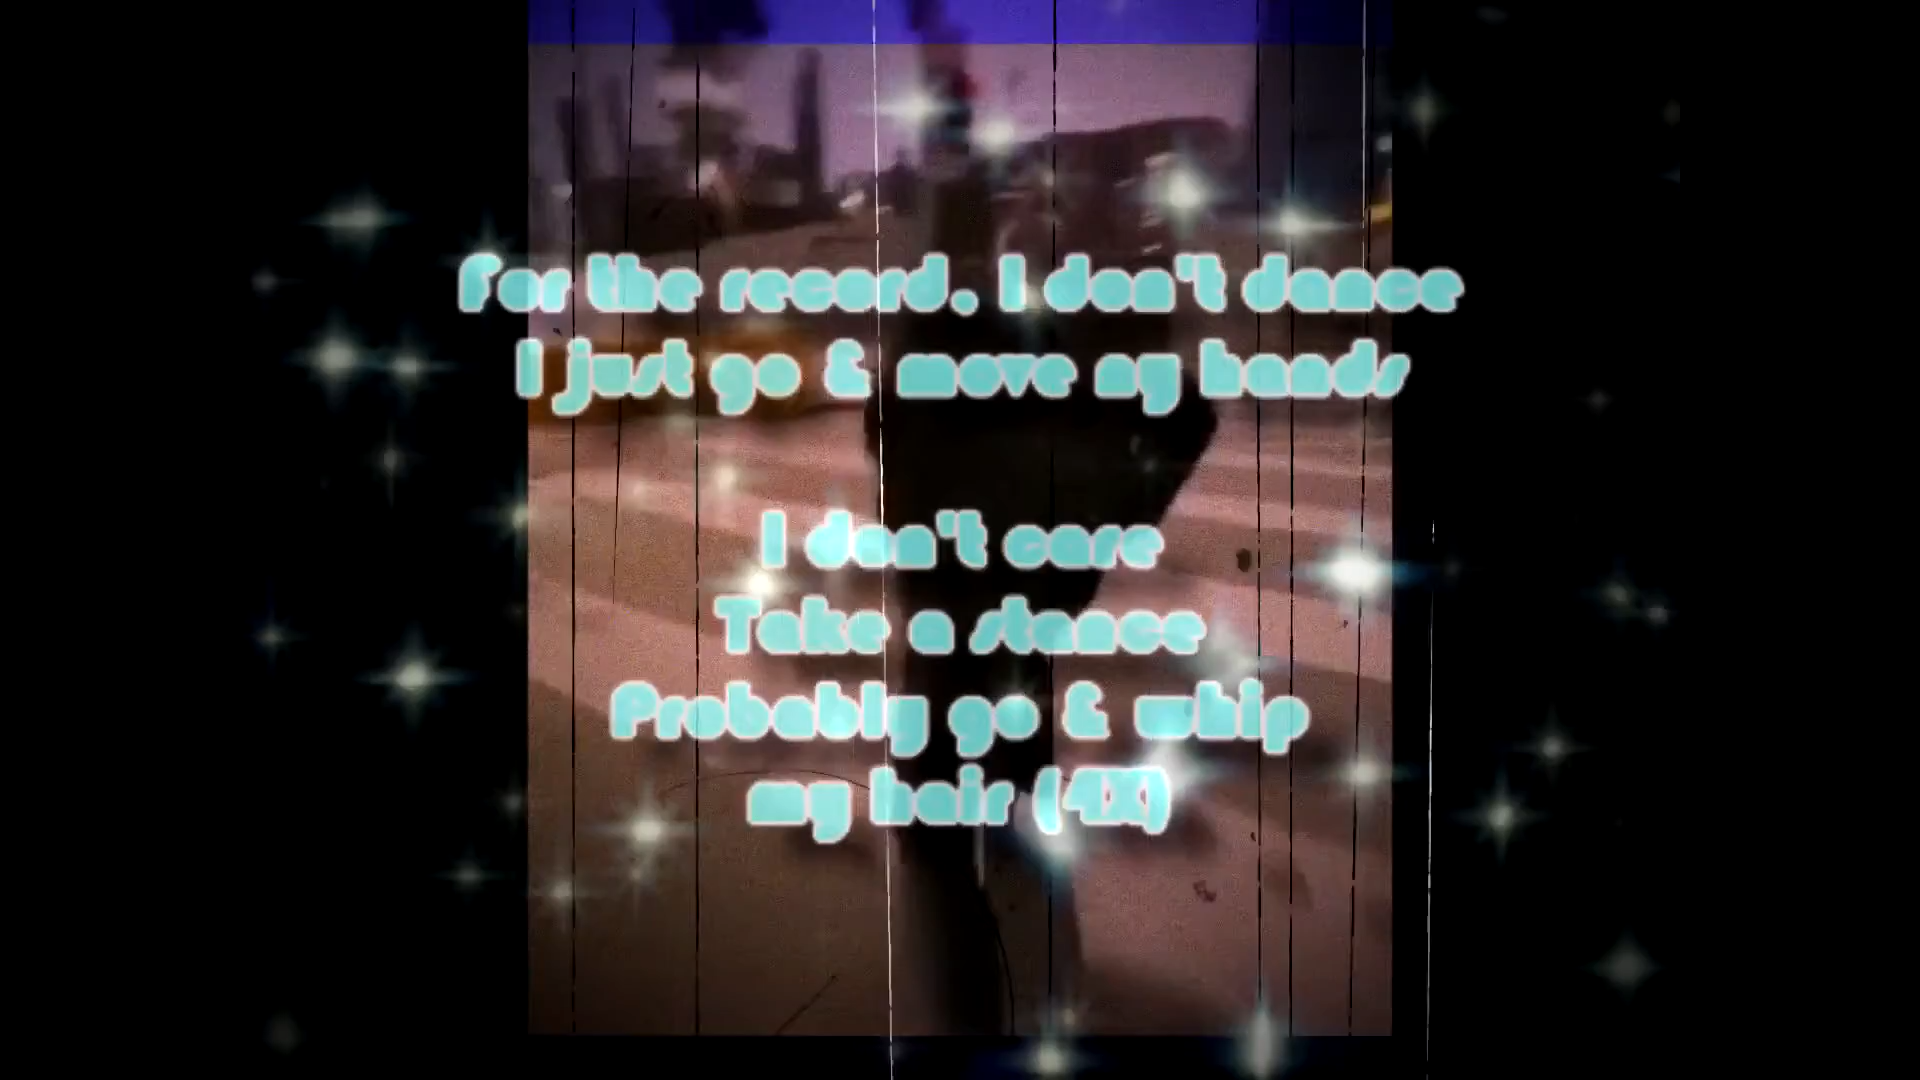 For the record, I don't dance
I just go & move ny hands
I don't care
Take a stance
Probably go & whip
my hair (4X)